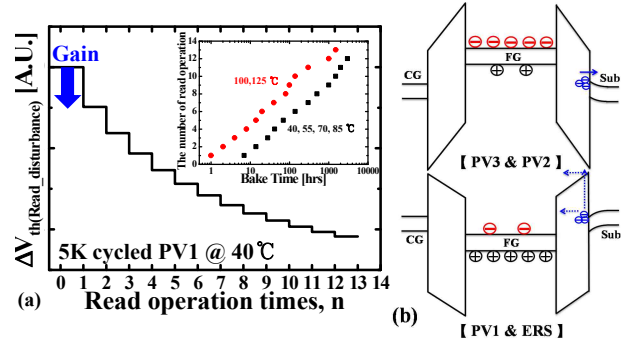 Gain
ΔVth(Read_disturbance) [A.U.]
5K cycled PV1 @ 40℃
0 1 2 3 4 5 6 7 8 9 10 11 12 13 14
(a) Read operation times, n
The number of read operation
14
12
10
8
6
4
2
0
100,125 ℃
40, 55, 70, 85 ℃
1 10 100 1000 10000
Bake Time [hrs]
CG
FG
Sub
【 PV3 & PV2 】
CG
FG
Sub
(b)
【 PV1 & ERS 】